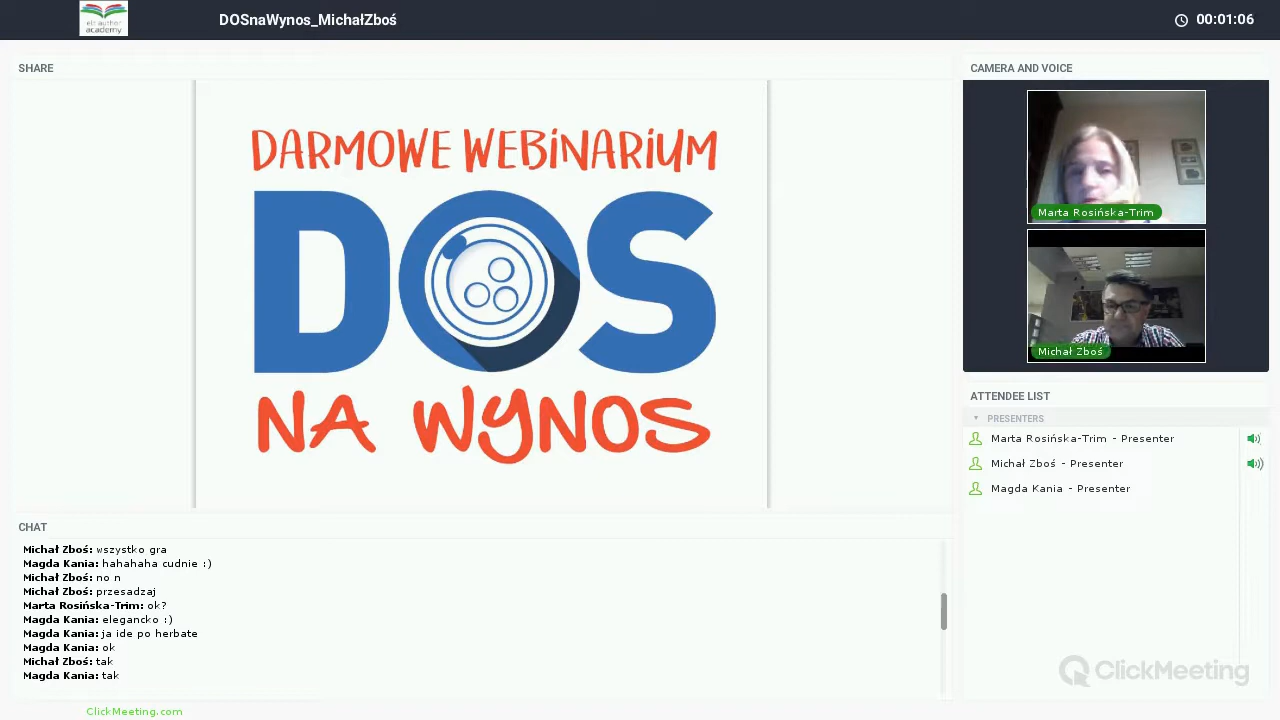 elt author
academy
DOSnaWynos_MichałZboś
00:01:06
SHARE
DARMOWE WEBiNARiUM
DOS
NA WYNOS
CAMERA AND VOICE
Marta Rosińska-Trim
Michał Zboś
ATTENDEE LIST
PRESENTERS
Marta Rosińska-Trim - Presenter
Michał Zboś - Presenter
Magda Kania - Presenter
CHAT
Michał Zboś: wszystko gra
Magda Kania: hahahaha cudnie :)
Michał Zboś: no n
Michał Zboś: przesadzaj
Marta Rosińska-Trim: ok?
Magda Kania: elegancko :)
Magda Kania: ja ide po herbate
Magda Kania: ok
Michał Zboś: tak
Magda Kania: tak
ClickMeeting
ClickMeeting.com